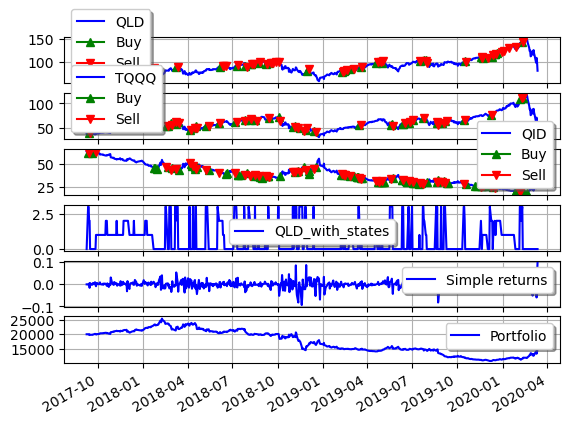 QLD
Buy
Sell
150
100
TQQQ
Buy
Sell
100
50
QID
Buy
Sell
50
25
QLD_with_states
2.5
0.0
Simple returns
0.1
0.0
−0.1
Portfolio
25000
20000
15000
2017-10 2018-01 2018-04 2018-07 2018-10 2019-01 2019-04 2019-07 2019-10 2020-01 2020-04